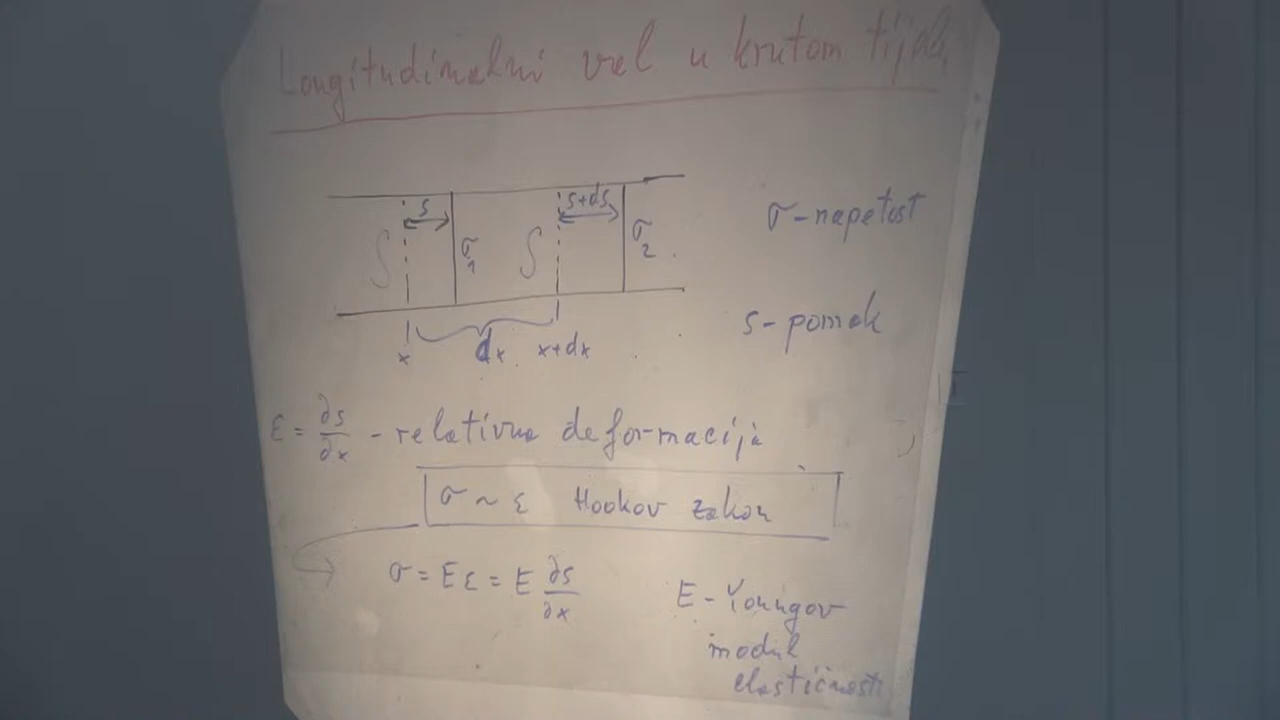 Longitudinalni val u krutom tijelu
s s+ds
S σ₁ S σ₂
σ - napetost
x dx x+dx
s - pomak
ε = ∂s/∂x - relativna deformacija
σ ~ ε Hookov zakon
σ = Eε = E ∂s/∂x
E - Youngov
modul
elastičnosti